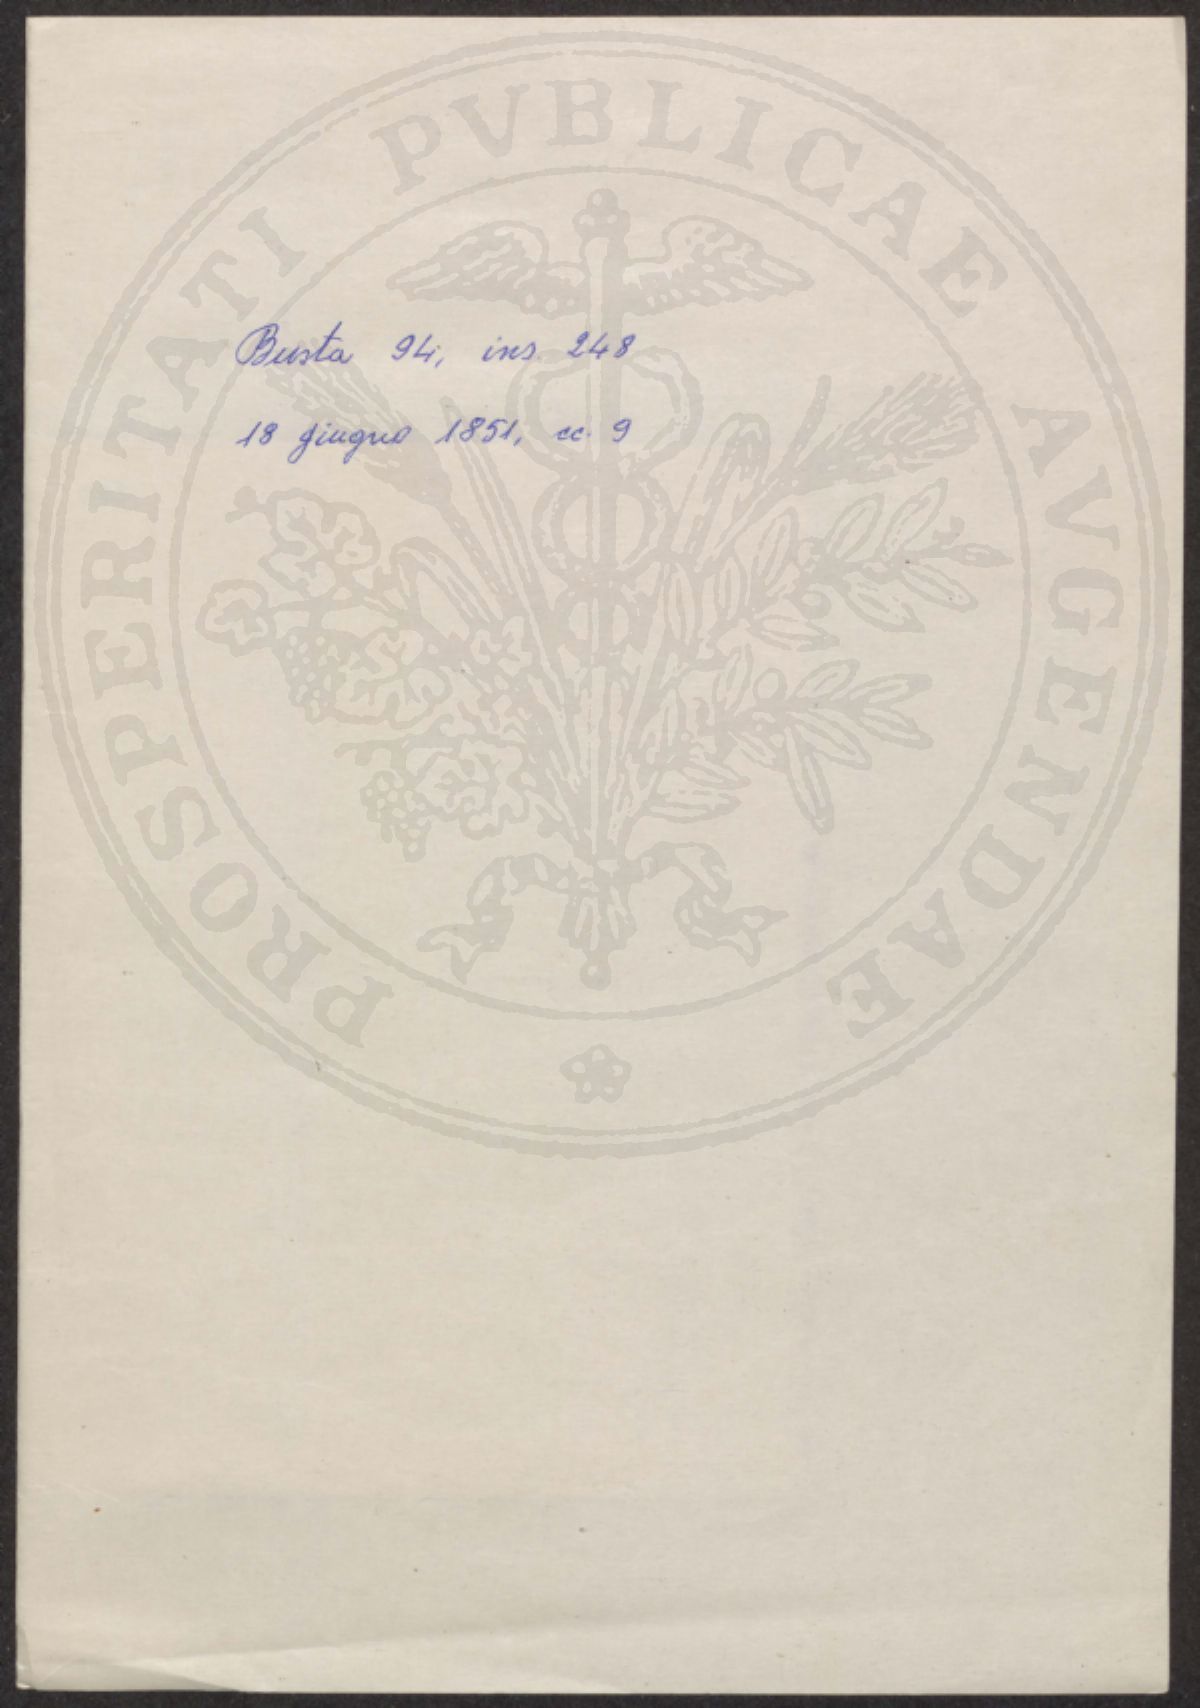 PROSPERITATI PVBLICAE AVGENDAE
Busta 94, ins. 248
18 giugno 1851, cc. 9